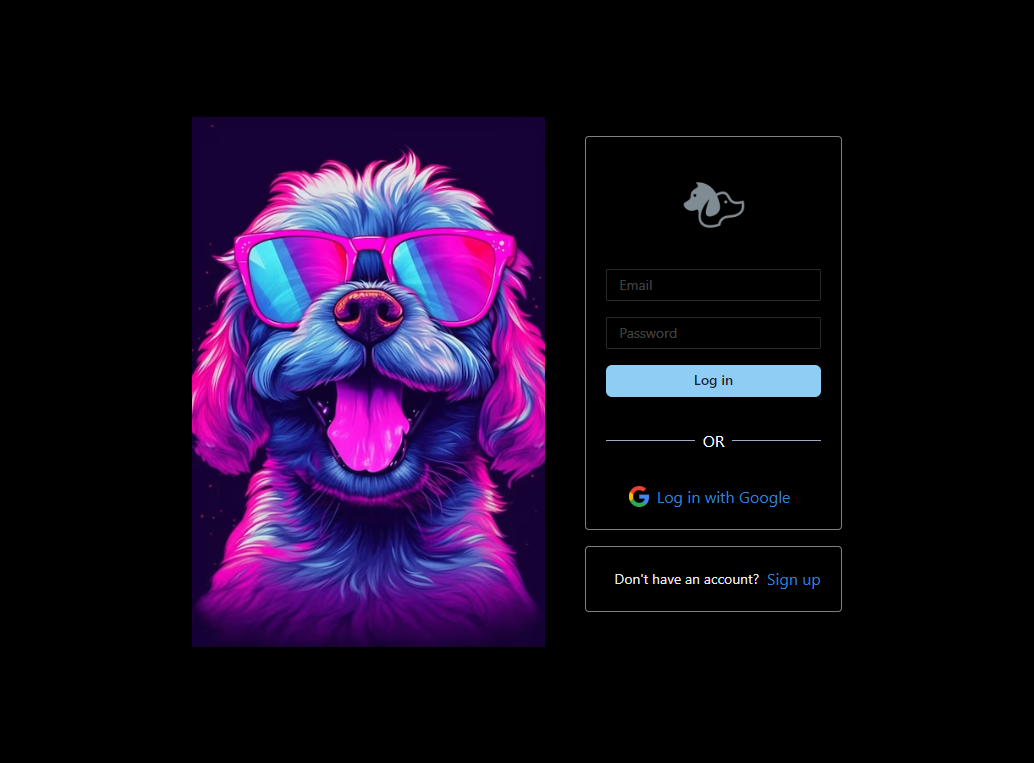 Email
Password
Log in
OR
Log in with Google
Don't have an account? Sign up